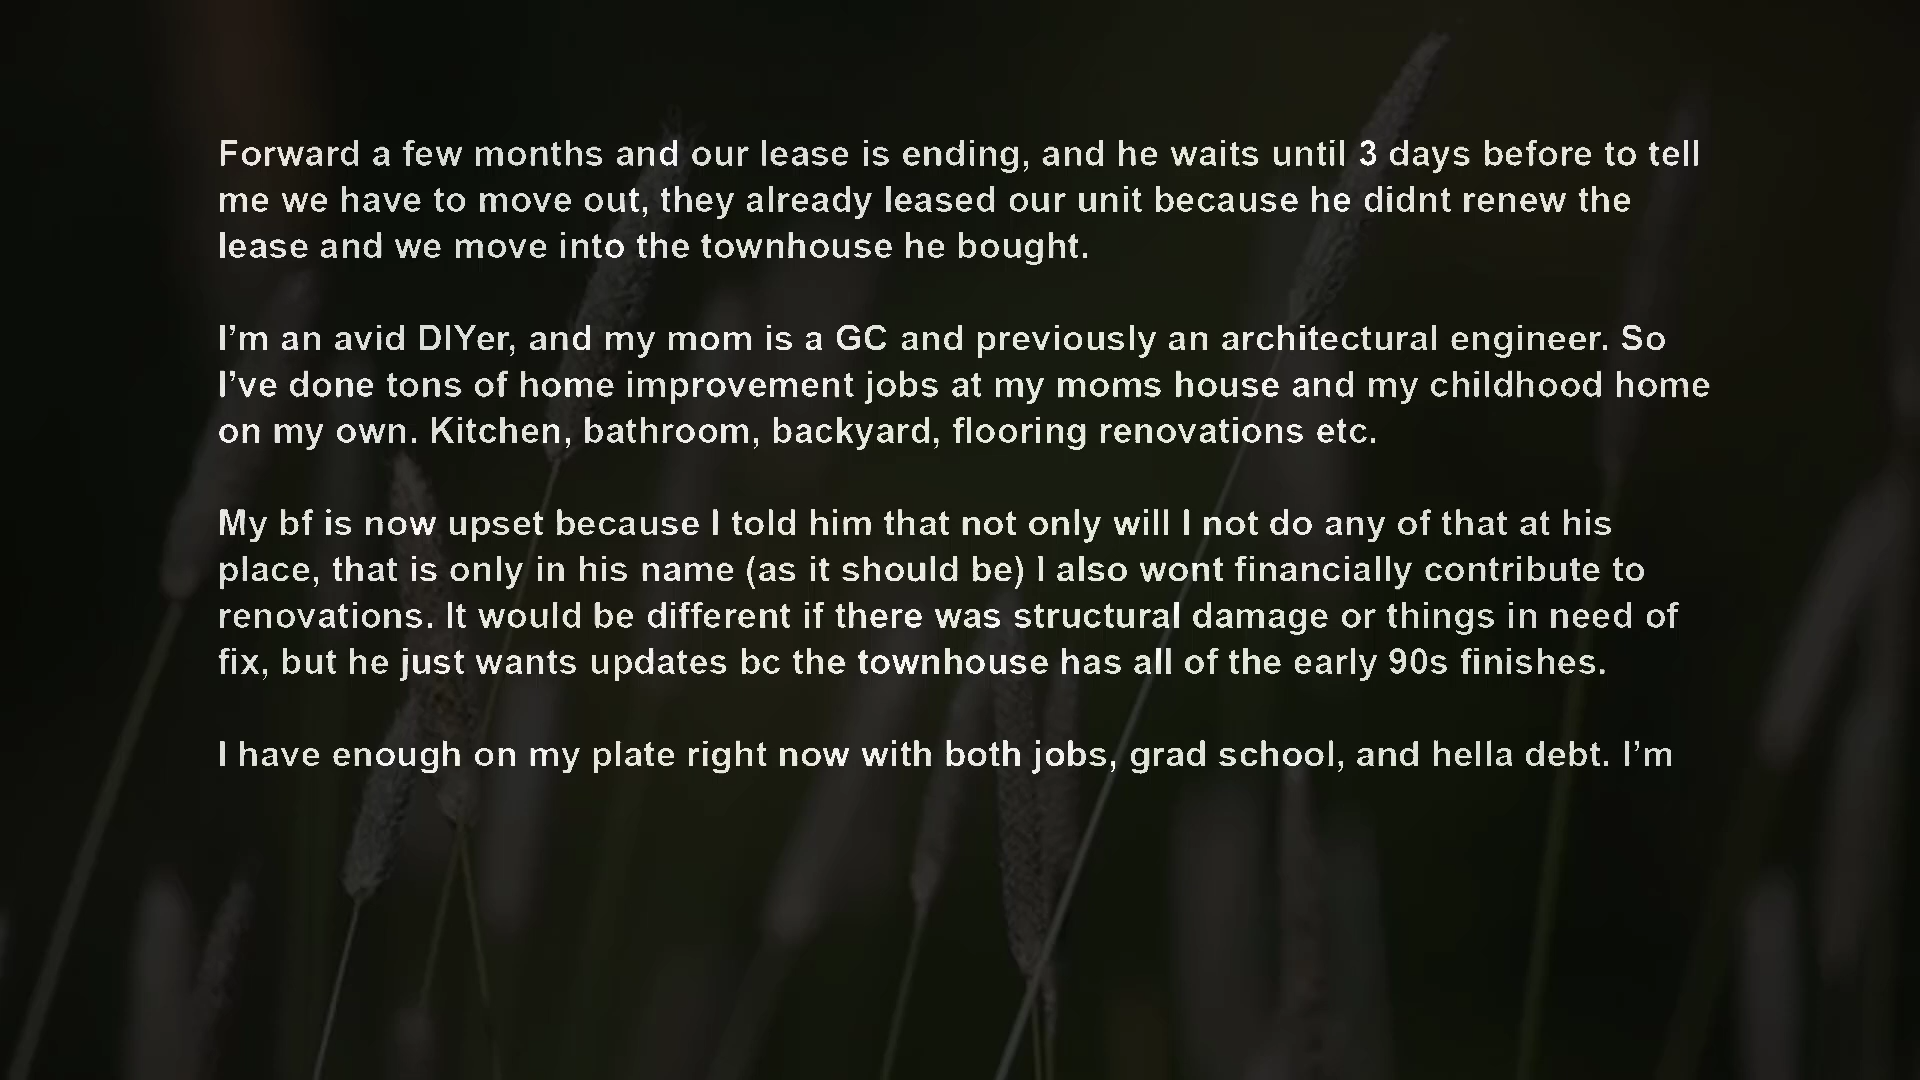 Forward a few months and our lease is ending, and he waits until 3 days before to tell
me we have to move out, they already leased our unit because he didnt renew the
lease and we move into the townhouse he bought.
I’m an avid DIYer, and my mom is a GC and previously an architectural engineer. So
I’ve done tons of home improvement jobs at my moms house and my childhood home
on my own. Kitchen, bathroom, backyard, flooring renovations etc.
My bf is now upset because I told him that not only will I not do any of that at his
place, that is only in his name (as it should be) I also wont financially contribute to
renovations. It would be different if there was structural damage or things in need of
fix, but he just wants updates bc the townhouse has all of the early 90s finishes.
I have enough on my plate right now with both jobs, grad school, and hella debt. I’m